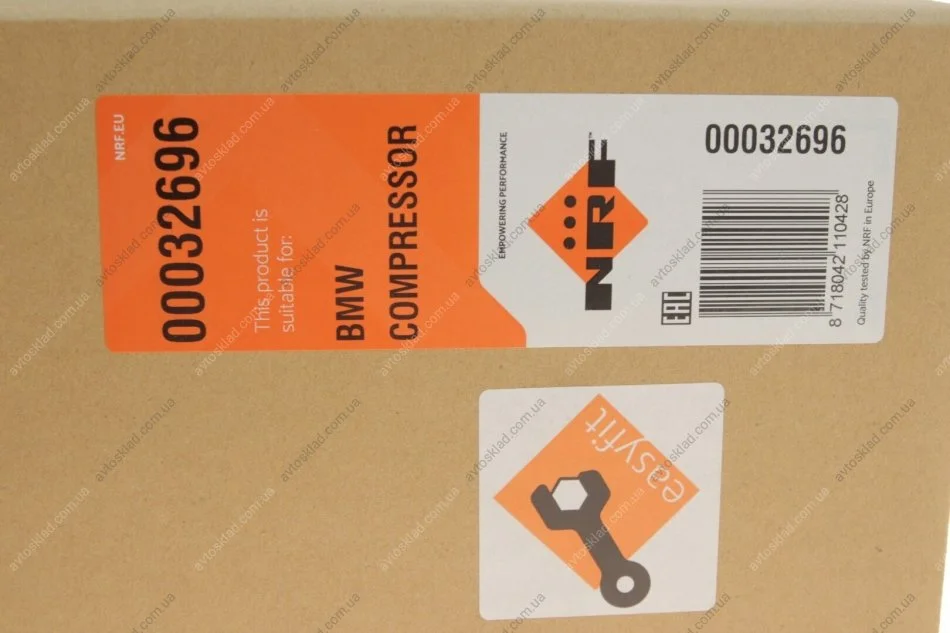 NRF.EU
00032696
This product is
suitable for:
BMW
COMPRESSOR
EMPOWERING PERFORMANCE
NRF™
00032696
EAC
8 718042 110428
Quality tested by NRF in Europe
easyfit
avtosklad.com.ua